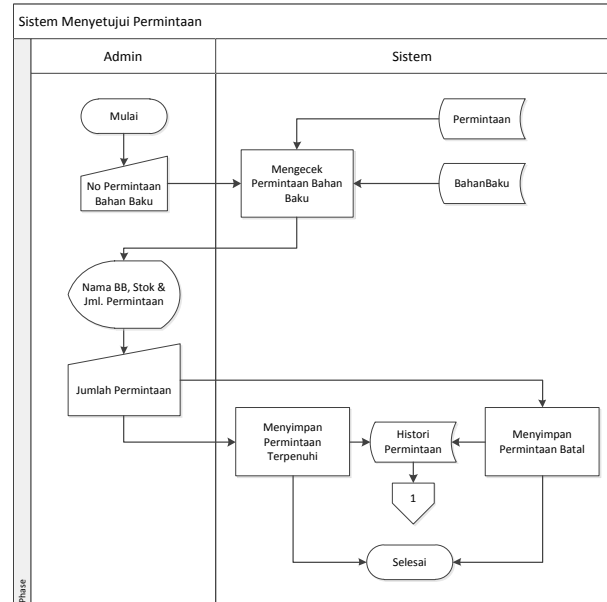 Sistem Menyetujui Permintaan
Admin
Sistem
Mulai
Permintaan
No Permintaan
Bahan Baku
Mengecek
Permintaan Bahan
Baku
BahanBaku
Nama BB, Stok &
Jml. Permintaan
Jumlah Permintaan
Menyimpan
Permintaan
Terpenuhi
Histori
Permintaan
Menyimpan
Permintaan Batal
1
Selesai
Phase